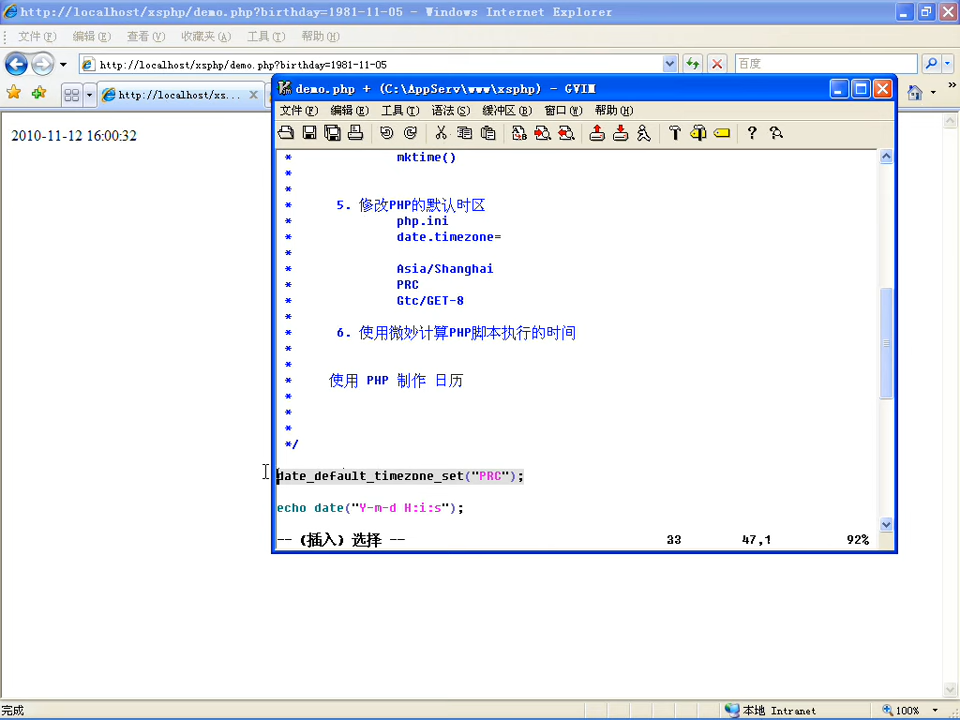 http://localhost/xsphp/demo.php?birthday=1981-11-05 - Windows Internet Explorer
文件(F) 编辑(E) 查看(V) 收藏夹(A) 工具(T) 帮助(H)
http://localhost/xsphp/demo.php?birthday=1981-11-05
百度
http://localhost/xs...
2010-11-12 16:00:32
demo.php + (C:\AppServ\www\xsphp) - GVIM
文件(F) 编辑(E) 工具(T) 语法(S) 缓冲区(B) 窗口(W) 帮助(H)
* mktime()
*
*
* 5. 修改PHP的默认时区
* php.ini
* date.timezone=
*
* Asia/Shanghai
* PRC
* Gtc/GET-8
*
* 6. 使用微妙计算PHP脚本执行的时间
*
*
* 使用 PHP 制作 日历
*
*
*
*/
date_default_timezone_set("PRC");
echo date("Y-m-d H:i:s");
-- (插入) 选择 -- 33 47,1 92%
完成
本地 Intranet
100%